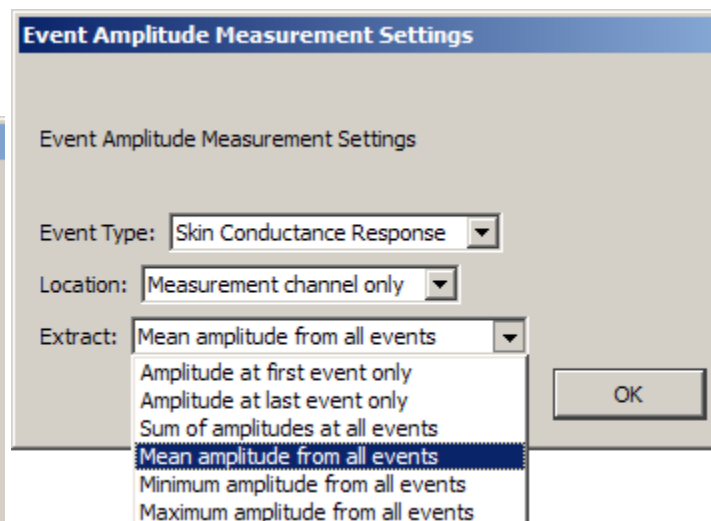 Event Amplitude Measurement Settings
Event Amplitude Measurement Settings
Event Type: Skin Conductance Response
Location: Measurement channel only
Extract: Mean amplitude from all events
Amplitude at first event only
Amplitude at last event only
OK
Sum of amplitudes at all events
Mean amplitude from all events
Minimum amplitude from all events
Maximum amplitude from all events